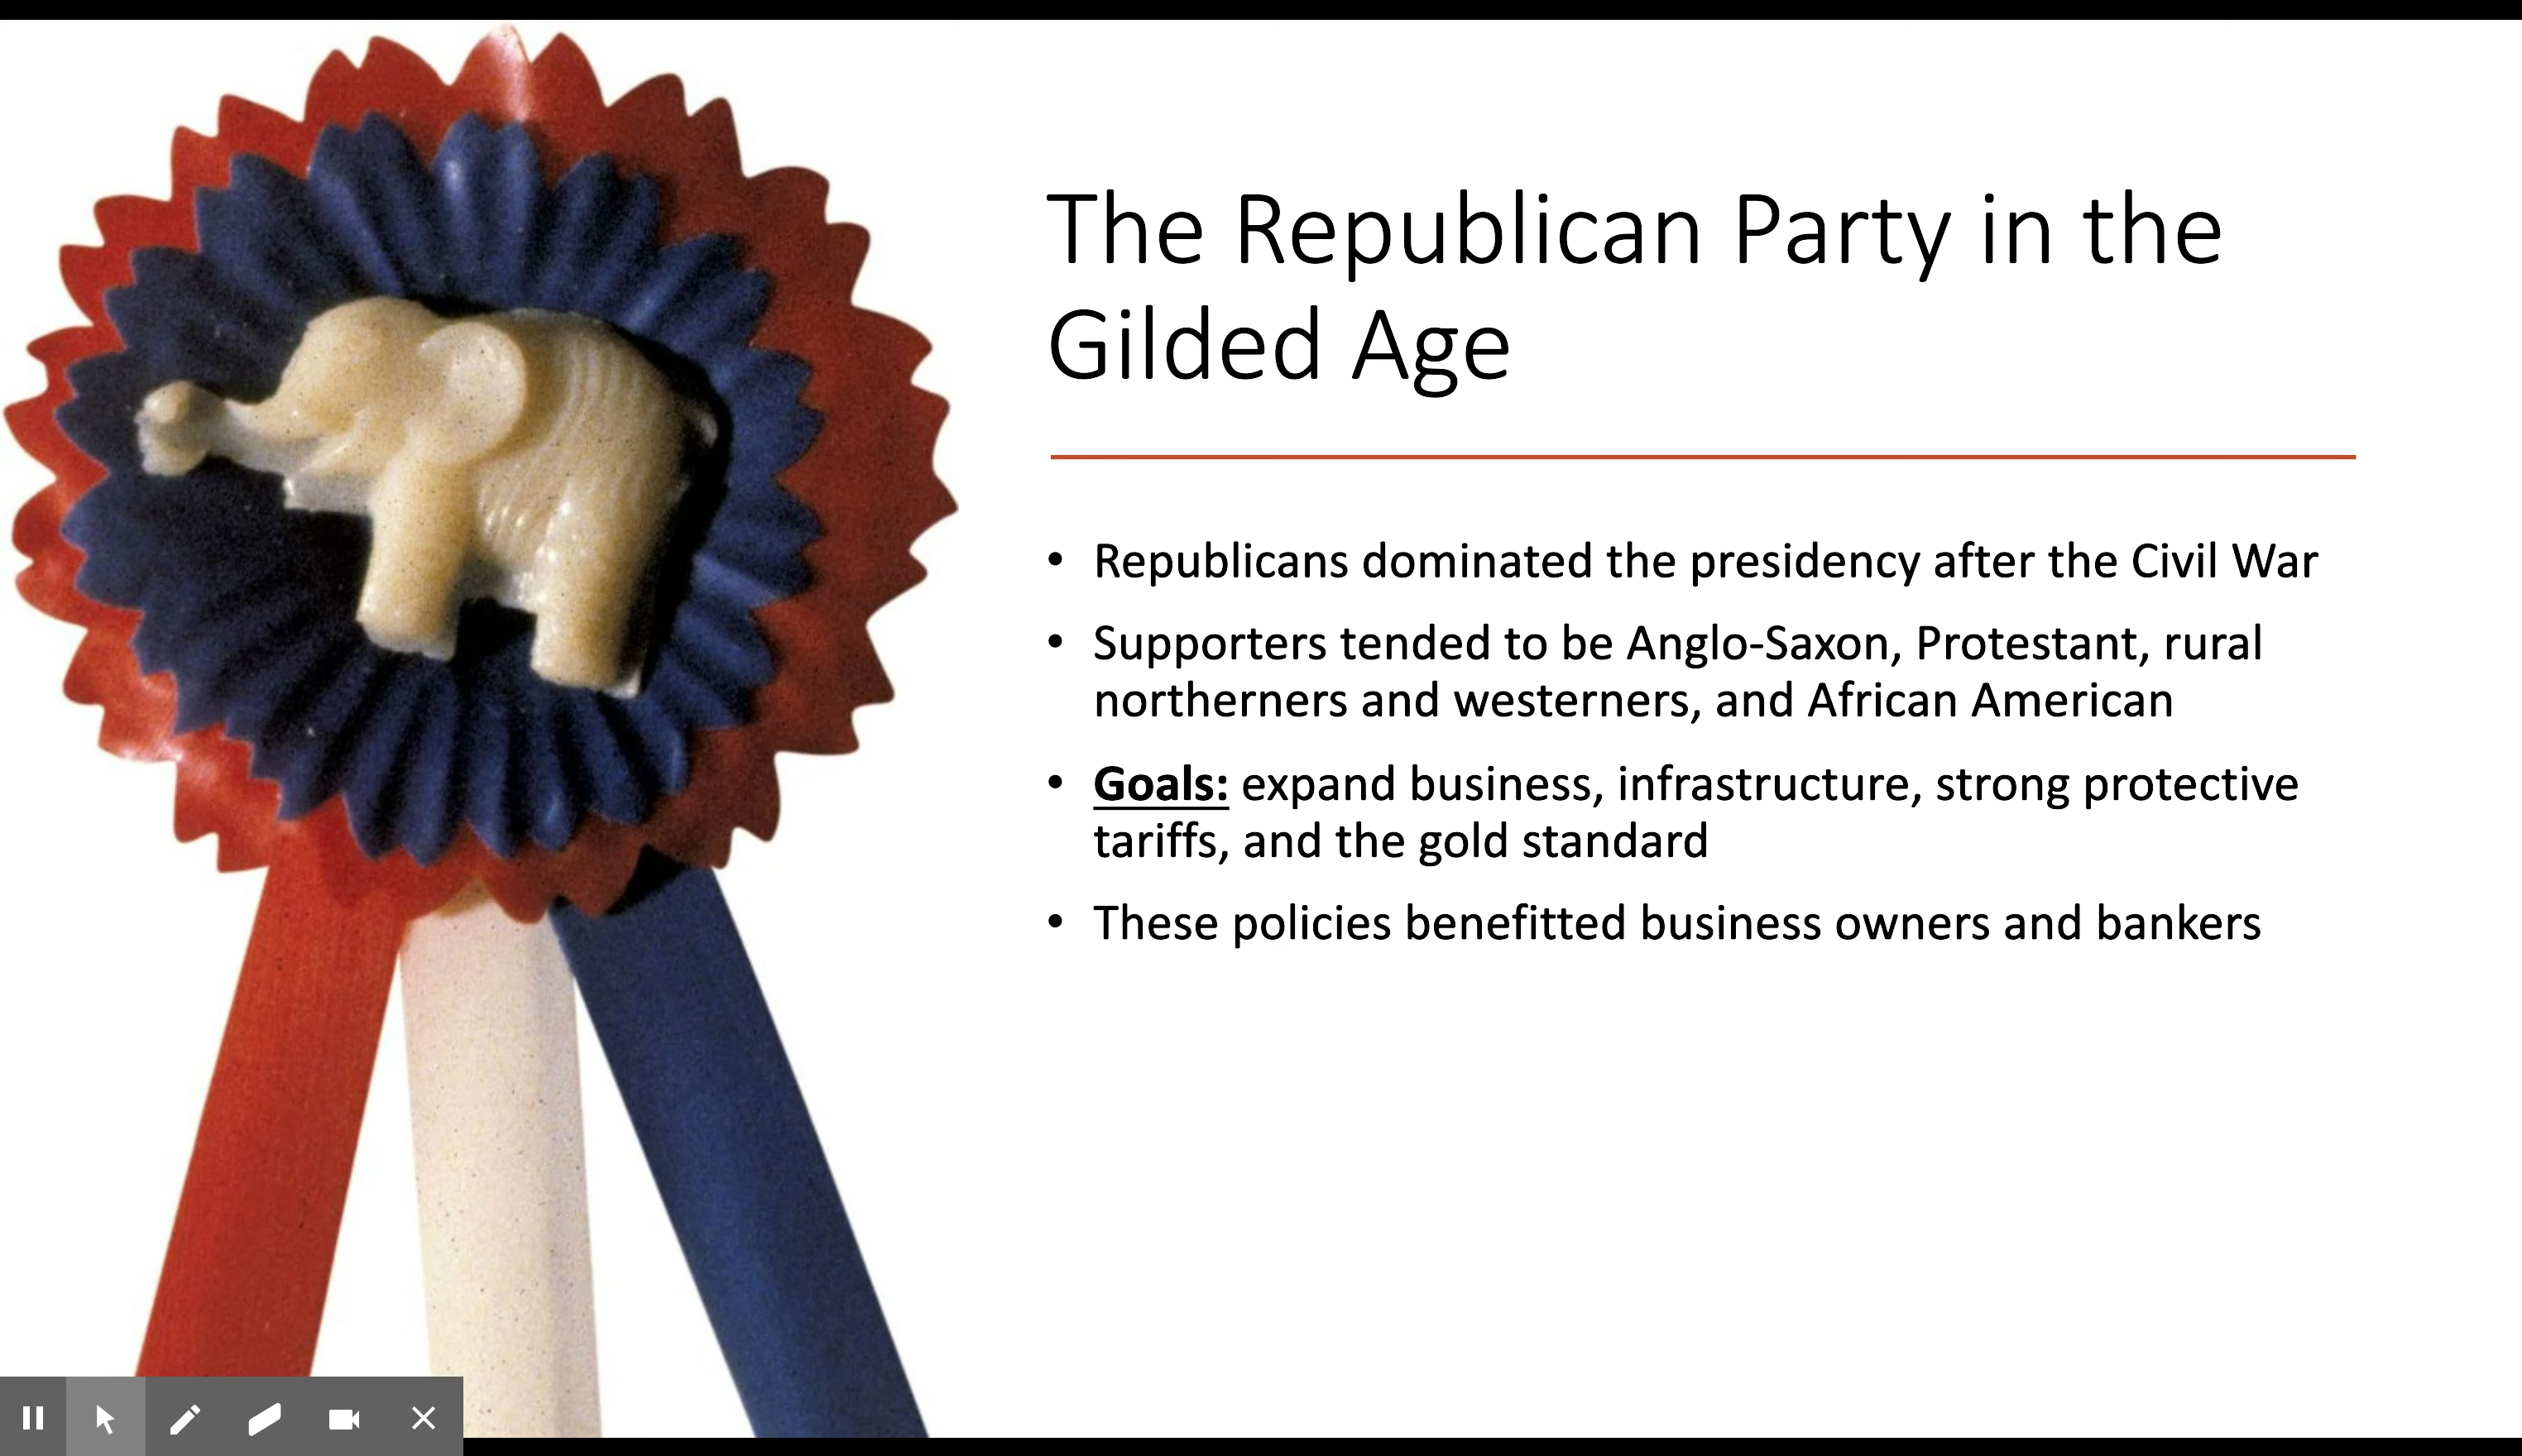 The Republican Party in the
Gilded Age
• Republicans dominated the presidency after the Civil War
• Supporters tended to be Anglo-Saxon, Protestant, rural
northerners and westerners, and African American
• Goals: expand business, infrastructure, strong protective
tariffs, and the gold standard
• These policies benefitted business owners and bankers